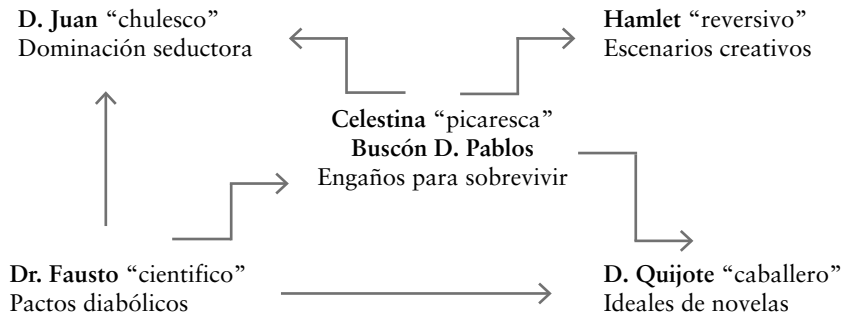 D. Juan “chulesco”
Dominación seductora
Hamlet “reversivo”
Escenarios creativos
Celestina “picaresca”
Buscón D. Pablos
Engaños para sobrevivir
Dr. Fausto “cientifico”
Pactos diabólicos
D. Quijote “caballero”
Ideales de novelas